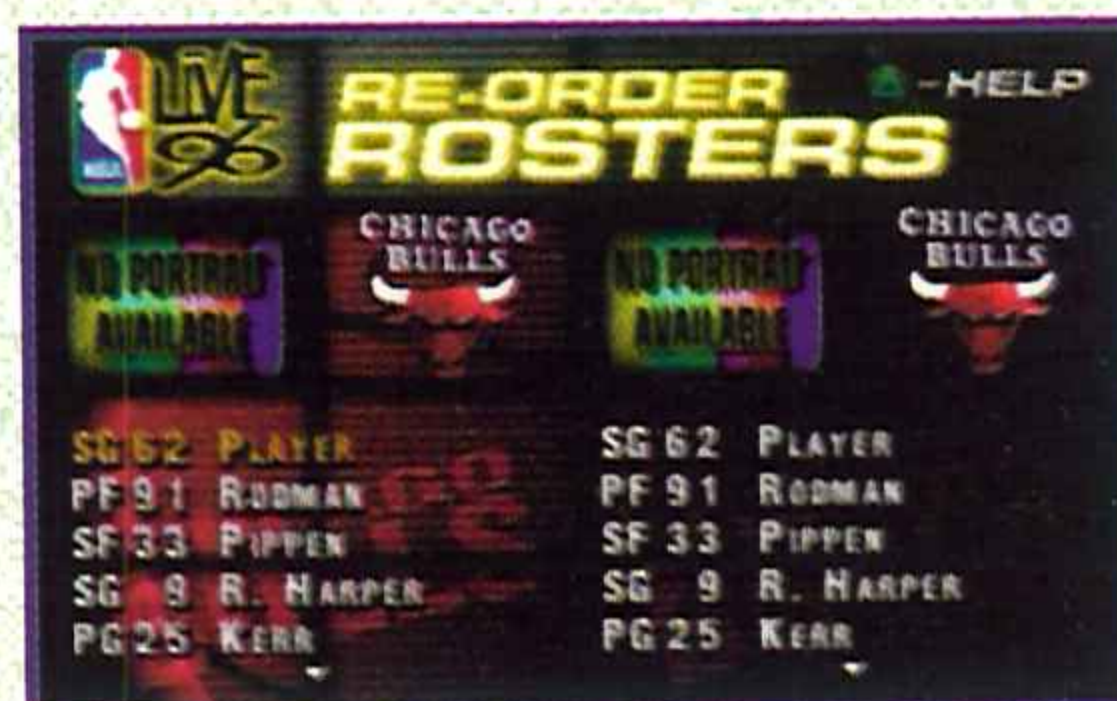 LIVE 96
RE-ORDER
ROSTERS
- HELP
NO PORTRAIT
AVAILABLE
CHICAGO
BULLS
NO PORTRAIT
AVAILABLE
CHICAGO
BULLS
SG 62 PLAYER
PF 91 RODMAN
SF 33 PIPPEN
SG 9 R. HARPER
PG 25 KERR
SG 62 PLAYER
PF 91 RODMAN
SF 33 PIPPEN
SG 9 R. HARPER
PG 25 KERR